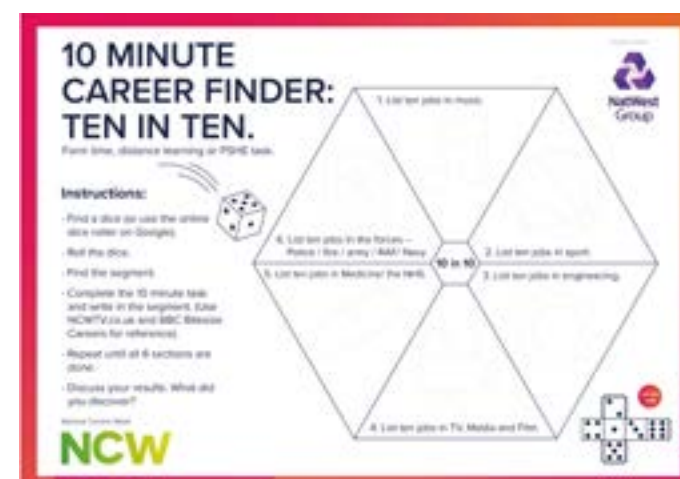 10 MINUTE
CAREER FINDER:
TEN IN TEN.
Form time, distance learning or PSHE task.
NatWest
Group
Instructions:
- Find a dice (or use the online
dice roller on Google).
- Roll the dice.
- Find the segment.
- Complete the 10 minute task
and write in the segment. (Use
NCWTV.co.uk and BBC Bitesize
Careers for reference).
- Repeat until all 6 sections are
done.
- Discuss your results. What did
you discover?
1. List ten jobs in music.
6. List ten jobs in the forces –
Police / fire / army / RAF/ Navy.
2. List ten jobs in sport.
10 in 10
5. List ten jobs in Medicine/ the NHS.
3. List ten jobs in engineering.
4. List ten jobs in TV, Media and Film.
National Careers Week
NCW